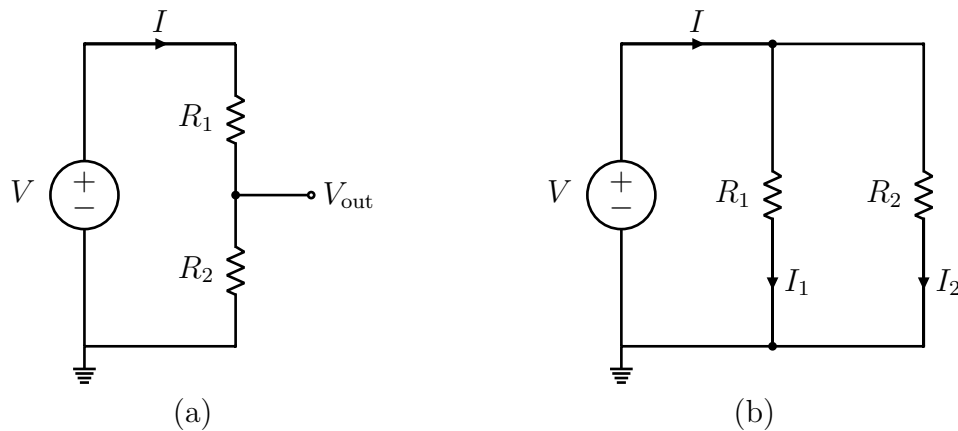 I
R1
V
+
−
Vout
R2
(a)
I
V
+
−
R1
R2
I1
I2
(b)